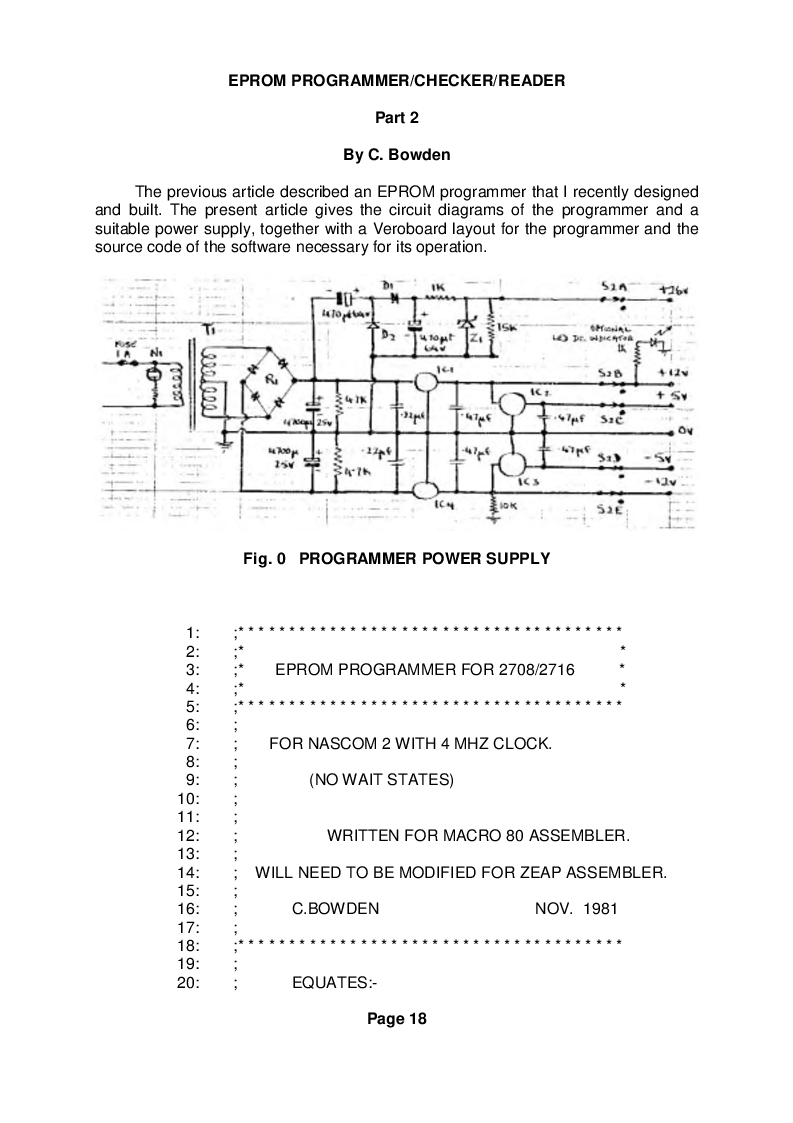 EPROM PROGRAMMER/CHECKER/READER
Part 2
By C. Bowden
The previous article described an EPROM programmer that I recently designed
and built. The present article gives the circuit diagrams of the programmer and a
suitable power supply, together with a Veroboard layout for the programmer and the
source code of the software necessary for its operation.
D1 1K S2A +26v
470µf 64v
FUSE
1A
N1
T1
D2
470µf
64v
Z1
15K
OPTIONAL
LED DC. INDICATOR
1K
R1
IC1
S2B +12v
4700µ 25v
47K
.22µF
.47µF
IC2
.47µF
S2C
+5v
0v
4700µ
25v
4.7K
.22µF
.47µF
.47µF
S2D
-5v
IC3
-12v
IC4
10K
S2E
Fig. 0 PROGRAMMER POWER SUPPLY
1: ;**************************************
2: ;* *
3: ;* EPROM PROGRAMMER FOR 2708/2716 *
4: ;* *
5: ;**************************************
6: ;
7: ; FOR NASCOM 2 WITH 4 MHZ CLOCK.
8: ;
9: ; (NO WAIT STATES)
10: ;
11: ;
12: ; WRITTEN FOR MACRO 80 ASSEMBLER.
13: ;
14: ; WILL NEED TO BE MODIFIED FOR ZEAP ASSEMBLER.
15: ;
16: ; C.BOWDEN NOV. 1981
17: ;
18: ;**************************************
19: ;
20: ; EQUATES:-
Page 18